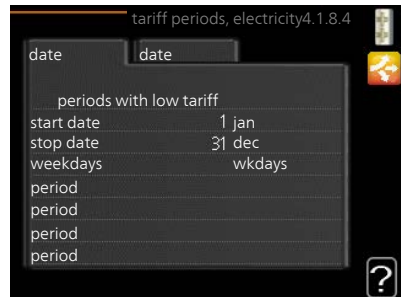 tariff periods, electricity4.1.8.4
date date
periods with low tariff
start date 1 jan
stop date 31 dec
weekdays wkdays
period
period
period
period
?